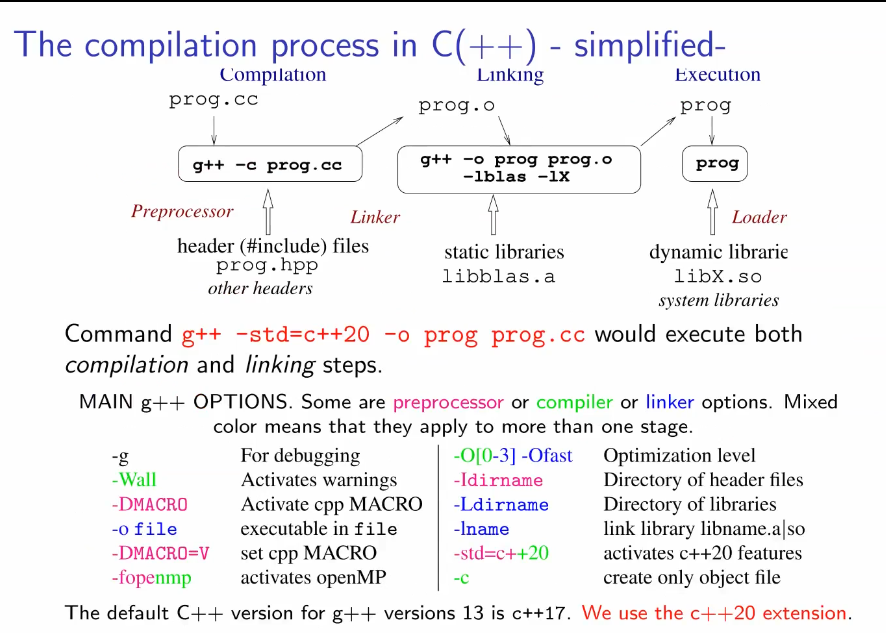 The compilation process in C(++) - simplified-
Compilation Linking Execution
prog.cc prog.o prog
g++ -c prog.cc
g++ -o prog prog.o
-lblas -lX
prog
Preprocessor Linker Loader
header (#include) files
prog.hpp
other headers
static libraries
libblas.a
dynamic librarie
libX.so
system libraries
Command g++ -std=c++20 -o prog prog.cc would execute both
compilation and linking steps.
MAIN g++ OPTIONS. Some are preprocessor or compiler or linker options. Mixed
color means that they apply to more than one stage.
-g For debugging -O[0-3] -Ofast Optimization level
-Wall Activates warnings -Idirname Directory of header files
-DMACRO Activate cpp MACRO -Ldirname Directory of libraries
-o file executable in file -lname link library libname.a|so
-DMACRO=V set cpp MACRO -std=c++20 activates c++20 features
-fopenmp activates openMP -c create only object file
The default C++ version for g++ versions 13 is c++17. We use the c++20 extension.